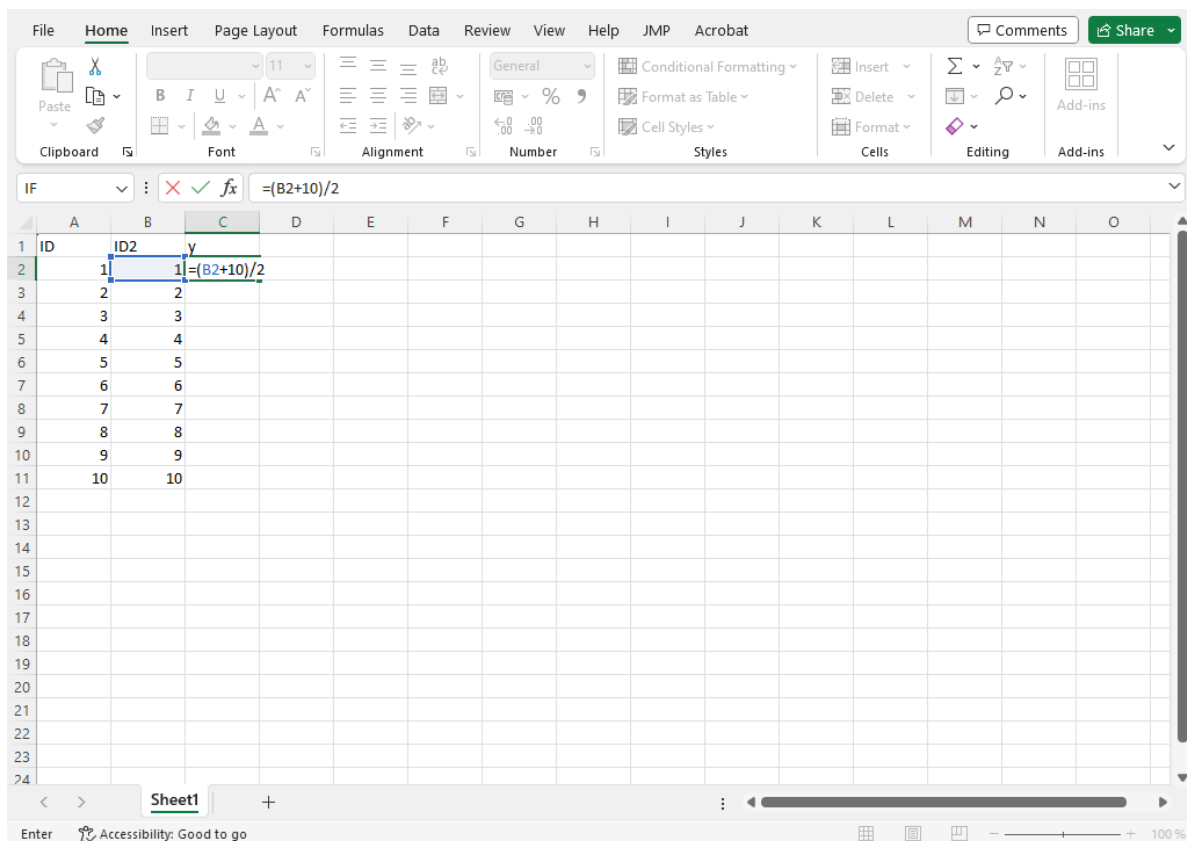 File Home Insert Page Layout Formulas Data Review View Help JMP Acrobat Comments Share
Paste 11 General Conditional Formatting Insert
B I U A A % Format as Table Delete Add-ins
A Cell Styles Format
Clipboard Font Alignment Number Styles Cells Editing Add-ins
IF fx =(B2+10)/2
A B C D E F G H I J K L M N O
1 ID ID2 y
2 1 1 =(B2+10)/2
3 2 2
4 3 3
5 4 4
6 5 5
7 6 6
8 7 7
9 8 8
10 9 9
11 10 10
12
13
14
15
16
17
18
19
20
21
22
23
24
Sheet1
Enter Accessibility: Good to go 100 %